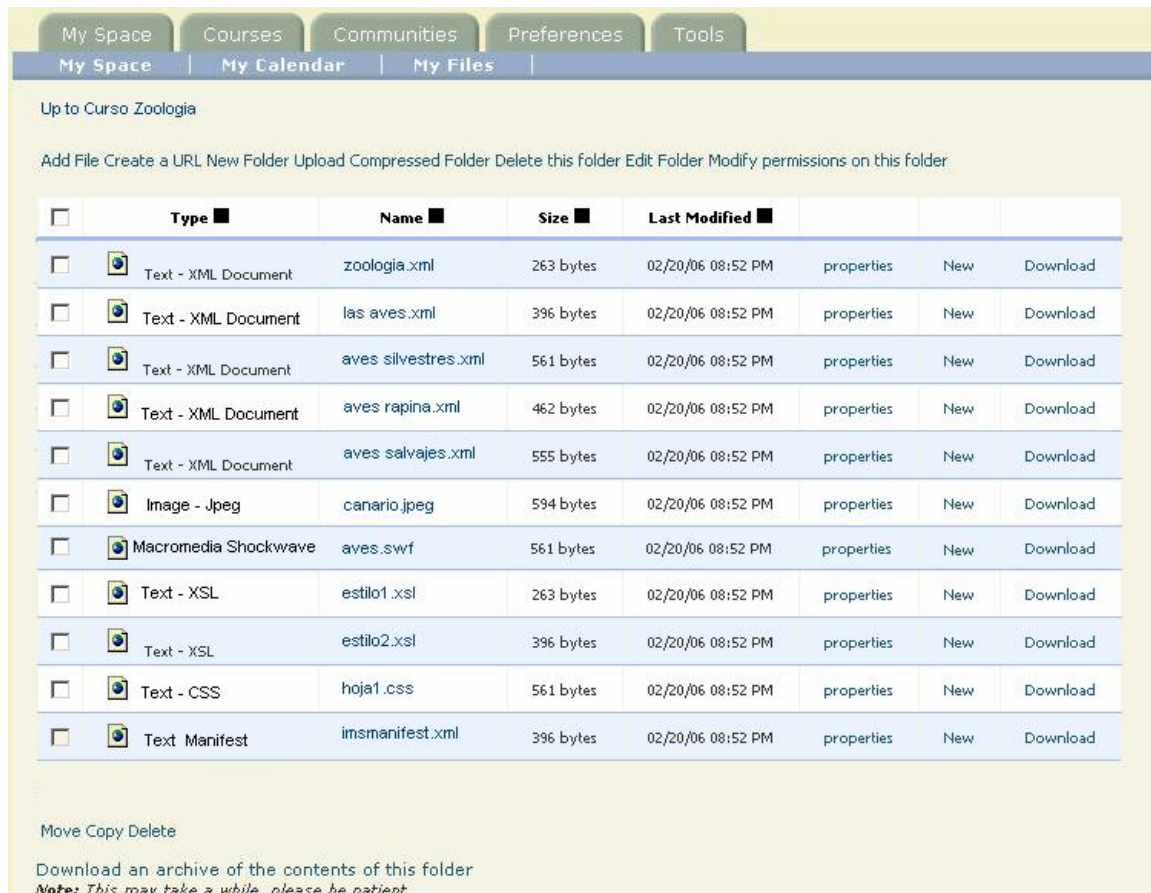 My Space Courses Communities Preferences Tools
My Space | My Calendar | My Files |
Up to Curso Zoologia
Add File Create a URL New Folder Upload Compressed Folder Delete this folder Edit Folder Modify permissions on this folder
Type Name Size Last Modified
Text - XML Document zoologia.xml 263 bytes 02/20/06 08:52 PM properties New Download
Text - XML Document las aves.xml 396 bytes 02/20/06 08:52 PM properties New Download
Text - XML Document aves silvestres.xml 561 bytes 02/20/06 08:52 PM properties New Download
Text - XML Document aves rapina.xml 462 bytes 02/20/06 08:52 PM properties New Download
Text - XML Document aves salvajes.xml 555 bytes 02/20/06 08:52 PM properties New Download
Image - Jpeg canario.jpeg 594 bytes 02/20/06 08:52 PM properties New Download
Macromedia Shockwave aves.swf 561 bytes 02/20/06 08:52 PM properties New Download
Text - XSL estilo1.xsl 263 bytes 02/20/06 08:52 PM properties New Download
Text - XSL estilo2.xsl 396 bytes 02/20/06 08:52 PM properties New Download
Text - CSS hoja1.css 561 bytes 02/20/06 08:52 PM properties New Download
Text Manifest imsmanifest.xml 396 bytes 02/20/06 08:52 PM properties New Download
Move Copy Delete
Download an archive of the contents of this folder
Note: This may take a while, please be patient